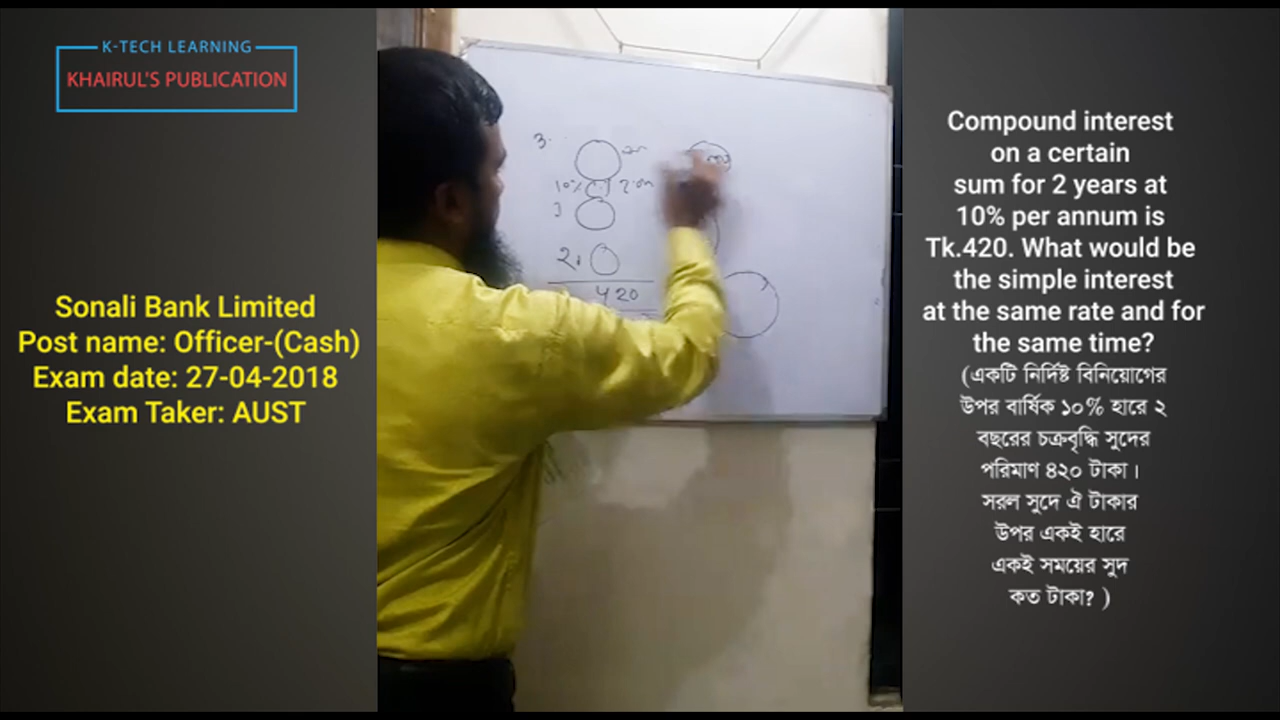 K-TECH LEARNING
KHAIRUL'S PUBLICATION
Sonali Bank Limited
Post name: Officer-(Cash)
Exam date: 27-04-2018
Exam Taker: AUST
3.
10%
420
Compound interest
on a certain
sum for 2 years at
10% per annum is
Tk.420. What would be
the simple interest
at the same rate and for
the same time?
(একটি নির্দিষ্ট বিনিয়োগের
উপর বার্ষিক ১০% হারে ২
বছরের চক্রবৃদ্ধি সুদের
পরিমাণ ৪২০ টাকা।
সরল সুদে ঐ টাকার
উপর একই হারে
একই সময়ের সুদ
কত টাকা? )